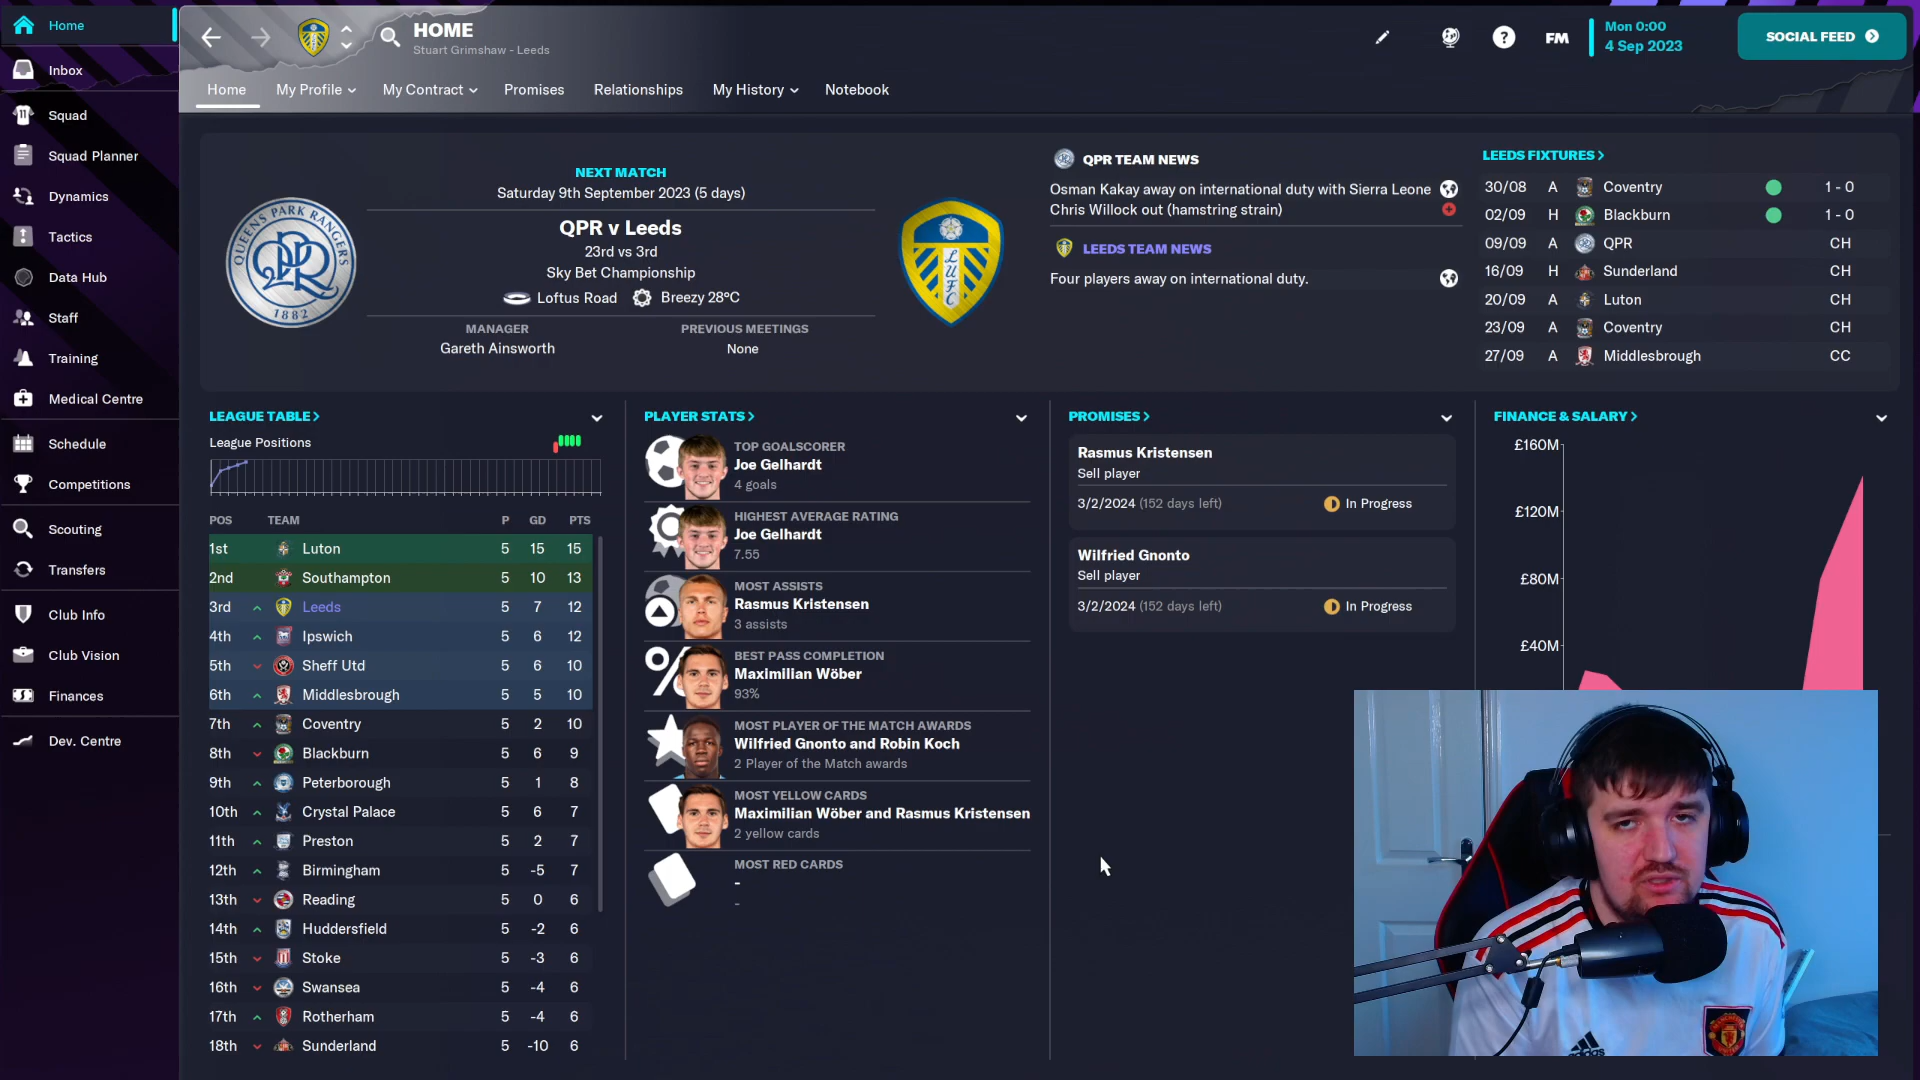 Home
Inbox
Squad
Squad Planner
Dynamics
Tactics
Data Hub
Staff
Training
Medical Centre
Schedule
Competitions
Scouting
Transfers
Club Info
Club Vision
Finances
Dev. Centre
HOME
Stuart Grimshaw - Leeds
FM
Mon 0:00
4 Sep 2023
SOCIAL FEED
Home
My Profile
My Contract
Promises
Relationships
My History
Notebook
QUEENS PARK RANGERS
QPR
1882
NEXT MATCH
Saturday 9th September 2023 (5 days)
QPR v Leeds
23rd vs 3rd
Sky Bet Championship
Loftus Road Breezy 28°C
MANAGER
Gareth Ainsworth
PREVIOUS MEETINGS
None
LUFC
QPR TEAM NEWS
Osman Kakay away on international duty with Sierra Leone
Chris Willock out (hamstring strain)
LEEDS TEAM NEWS
Four players away on international duty.
LEEDS FIXTURES
30/08 A Coventry 1 - 0
02/09 H Blackburn 1 - 0
09/09 A QPR CH
16/09 H Sunderland CH
20/09 A Luton CH
23/09 A Coventry CH
27/09 A Middlesbrough CC
LEAGUE TABLE
League Positions
POS TEAM P GD PTS
1st Luton 5 15 15
2nd Southampton 5 10 13
3rd Leeds 5 7 12
4th Ipswich 5 6 12
5th Sheff Utd 5 6 10
6th Middlesbrough 5 5 10
7th Coventry 5 2 10
8th Blackburn 5 6 9
9th Peterborough 5 1 8
10th Crystal Palace 5 6 7
11th Preston 5 2 7
12th Birmingham 5 -5 7
13th Reading 5 0 6
14th Huddersfield 5 -2 6
15th Stoke 5 -3 6
16th Swansea 5 -4 6
17th Rotherham 5 -4 6
18th Sunderland 5 -10 6
PLAYER STATS
TOP GOALSCORER
Joe Gelhardt
4 goals
HIGHEST AVERAGE RATING
Joe Gelhardt
7.55
MOST ASSISTS
Rasmus Kristensen
3 assists
BEST PASS COMPLETION
Maximilian Wöber
93%
MOST PLAYER OF THE MATCH AWARDS
Wilfried Gnonto and Robin Koch
2 Player of the Match awards
MOST YELLOW CARDS
Maximilian Wöber and Rasmus Kristensen
2 yellow cards
MOST RED CARDS
-
-
PROMISES
Rasmus Kristensen
Sell player
3/2/2024 (152 days left) In Progress
Wilfried Gnonto
Sell player
3/2/2024 (152 days left) In Progress
FINANCE & SALARY
£160M
£120M
£80M
£40M